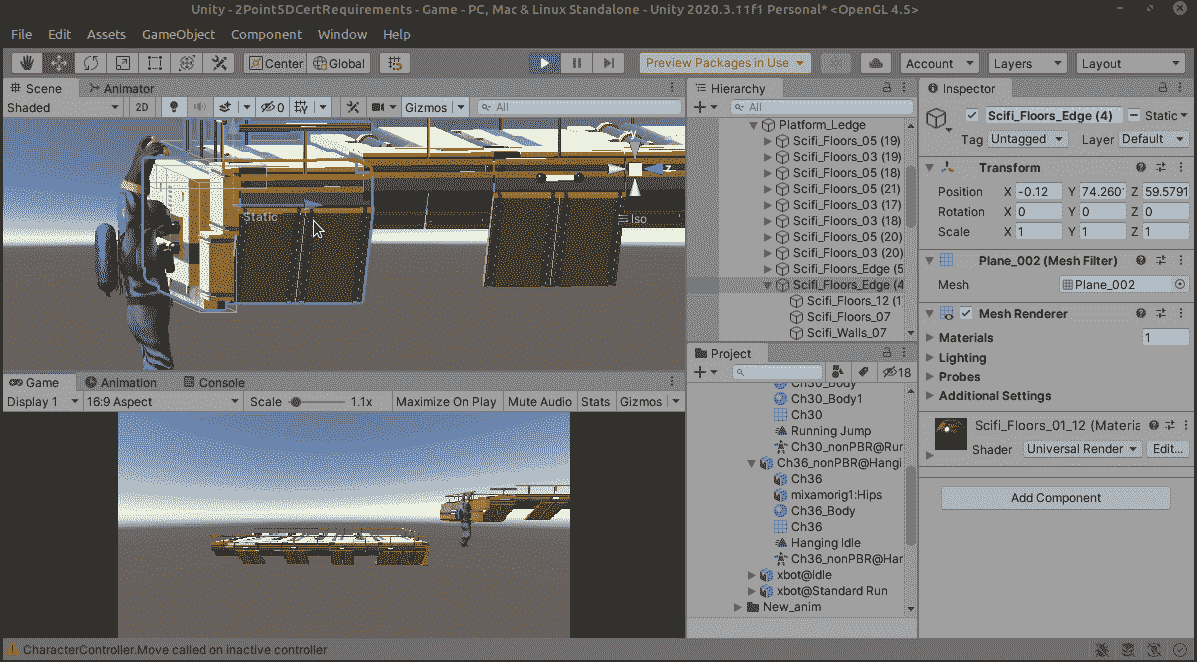 Unity - 2Point5DCertRequirements - Game - PC, Mac & Linux Standalone - Unity 2020.3.11f1 Personal* <OpenGL 4.5>
File Edit Assets GameObject Component Window Help
Center Global Preview Packages in Use Account Layers Layout
Scene Animator
Shaded 2D 0 Gizmos All
Static
z
Iso
Game Animation Console
Display 1 16:9 Aspect Scale 1.1x Maximize On Play Mute Audio Stats Gizmos
Hierarchy
All
Platform_Ledge
Scifi_Floors_05 (19)
Scifi_Floors_03 (19)
Scifi_Floors_05 (18)
Scifi_Floors_05 (21)
Scifi_Floors_03 (17)
Scifi_Floors_03 (18)
Scifi_Floors_05 (20)
Scifi_Floors_03 (20)
Scifi_Floors_Edge (5
Scifi_Floors_Edge (4
Scifi_Floors_12 (1
Scifi_Floors_07
Scifi_Walls_07
Project
18
Ch30_Body
Ch30_Body1
Ch30
Running Jump
Ch30_nonPBR@Rur
Ch36_nonPBR@Hangi
Ch36
mixamorig1:Hips
Ch36_Body
Ch36
Hanging Idle
Ch36_nonPBR@Har
xbot@Idle
xbot@Standard Run
New_anim
Inspector
Scifi_Floors_Edge (4) Static
Tag Untagged Layer Default
Transform
Position X -0.12 Y 74.260 Z 59.5791
Rotation X 0 Y 0 Z 0
Scale X 1 Y 1 Z 1
Plane_002 (Mesh Filter)
Mesh Plane_002
Mesh Renderer
Materials 1
Lighting
Probes
Additional Settings
Scifi_Floors_01_12 (Materia
Shader Universal Render Edit...
Add Component
CharacterController.Move called on inactive controller